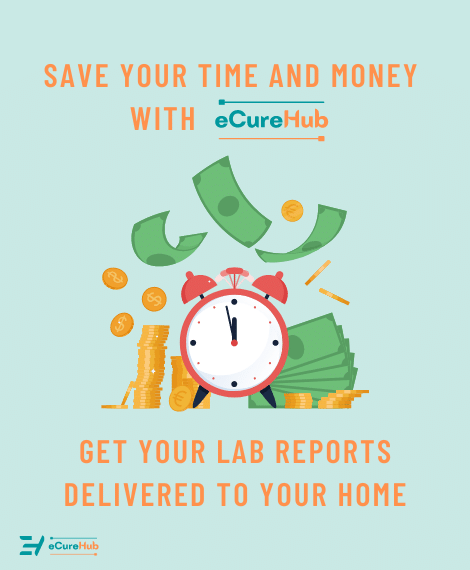 SAVE YOUR TIME AND MONEY
WITH eCureHub
GET YOUR LAB REPORTS
DELIVERED TO YOUR HOME
eCureHub